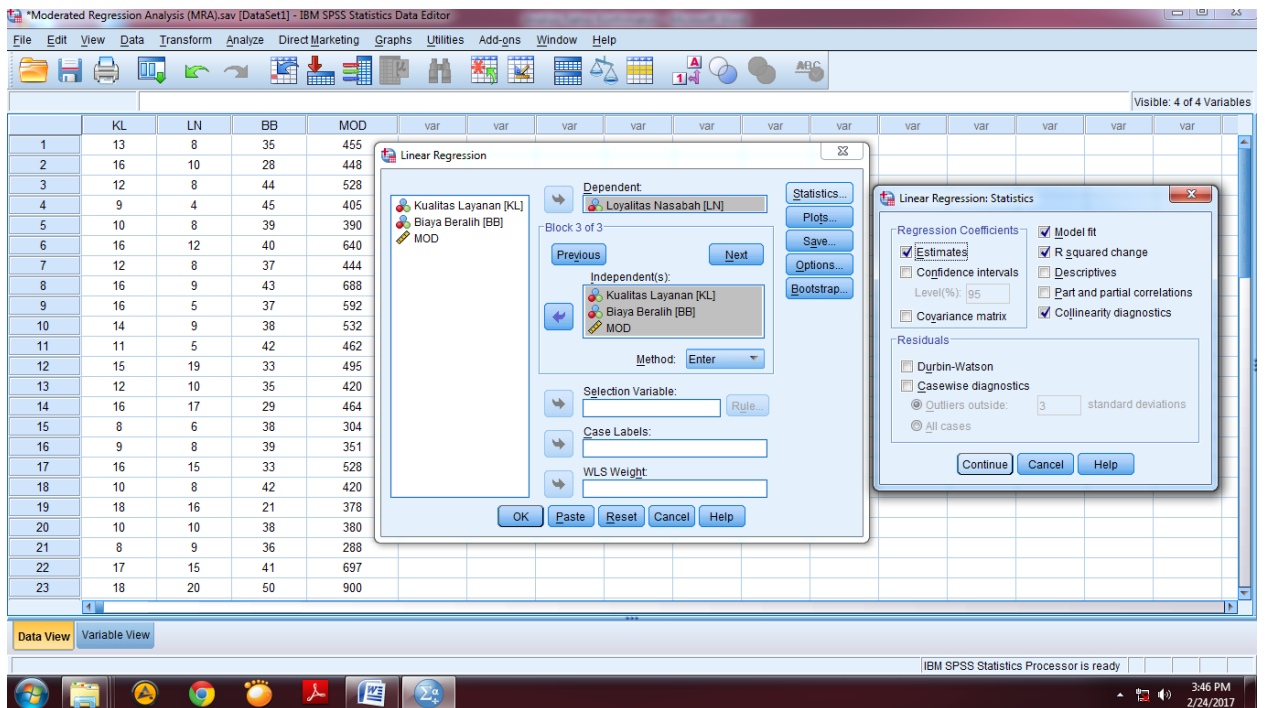 *Moderated Regression Analysis (MRA).sav [DataSet1] - IBM SPSS Statistics Data Editor
File Edit View Data Transform Analyze Direct Marketing Graphs Utilities Add-ons Window Help
Visible: 4 of 4 Variables
KL LN BB MOD var var var var var var var var var var var var
1 13 8 35 455
2 16 10 28 448
3 12 8 44 528
4 9 4 45 405
5 10 8 39 390
6 16 12 40 640
7 12 8 37 444
8 16 9 43 688
9 16 5 37 592
10 14 9 38 532
11 11 5 42 462
12 15 19 33 495
13 12 10 35 420
14 16 17 29 464
15 8 6 38 304
16 9 8 39 351
17 16 15 33 528
18 10 8 42 420
19 18 16 21 378
20 10 10 38 380
21 8 9 36 288
22 17 15 41 697
23 18 20 50 900
Linear Regression
Kualitas Layanan [KL]
Biaya Beralih [BB]
MOD
Dependent:
Loyalitas Nasabah [LN]
Block 3 of 3
Previous Next
Independent(s):
Kualitas Layanan [KL]
Biaya Beralih [BB]
MOD
Method: Enter
Selection Variable:
Rule...
Case Labels:
WLS Weight:
Statistics...
Plots...
Save...
Options...
Bootstrap...
OK Paste Reset Cancel Help
Linear Regression: Statistics
Regression Coefficients
Estimates
Confidence intervals
Level(%): 95
Covariance matrix
Model fit
R squared change
Descriptives
Part and partial correlations
Collinearity diagnostics
Residuals
Durbin-Watson
Casewise diagnostics
Outliers outside: 3 standard deviations
All cases
Continue Cancel Help
Data View Variable View
IBM SPSS Statistics Processor is ready
3:46 PM
2/24/2017